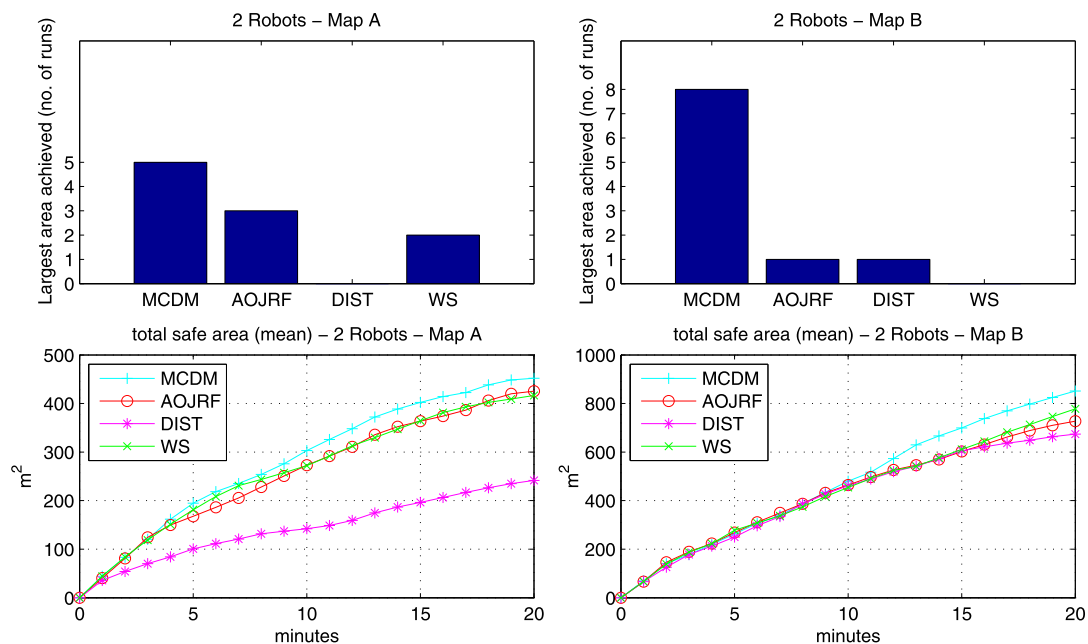 2 Robots − Map A
Largest area achieved (no. of runs)
5
4
3
2
1
0
MCDM AOJRF DIST WS
2 Robots − Map B
Largest area achieved (no. of runs)
8
7
6
5
4
3
2
1
0
MCDM AOJRF DIST WS
total safe area (mean) − 2 Robots − Map A
m²
500
400
300
200
100
0
MCDM
AOJRF
DIST
WS
0 5 10 15 20
minutes
total safe area (mean) − 2 Robots − Map B
m²
1000
800
600
400
200
0
MCDM
AOJRF
DIST
WS
0 5 10 15 20
minutes